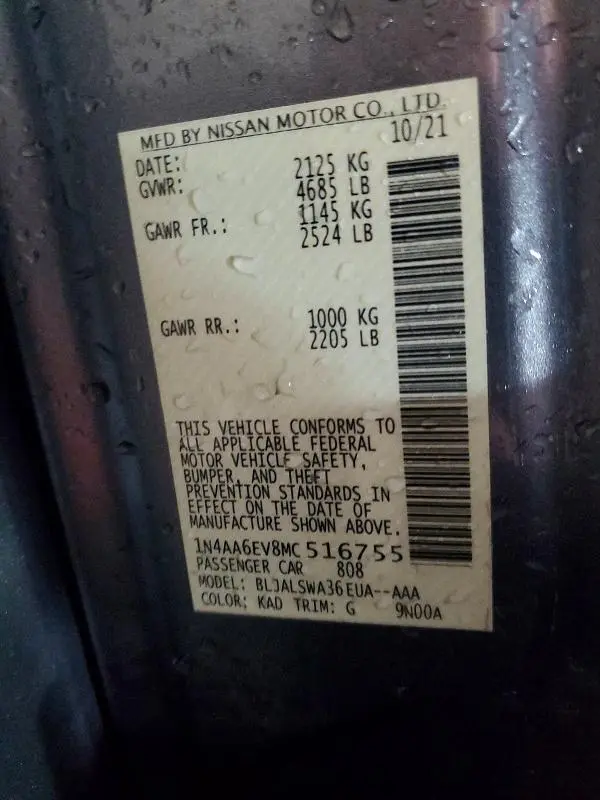 MFD BY NISSAN MOTOR CO., LTD.
DATE: 10/21
GVWR: 2125 KG
4685 LB
GAWR FR.: 1145 KG
2524 LB
GAWR RR.: 1000 KG
2205 LB
THIS VEHICLE CONFORMS TO
ALL APPLICABLE FEDERAL
MOTOR VEHICLE SAFETY,
BUMPER, AND THEFT
PREVENTION STANDARDS IN
EFFECT ON THE DATE OF
MANUFACTURE SHOWN ABOVE.
1N4AA6EV8MC516755
PASSENGER CAR 808
MODEL: BLJALSWA36EUA--AAA
COLOR: KAD TRIM: G 9N00A